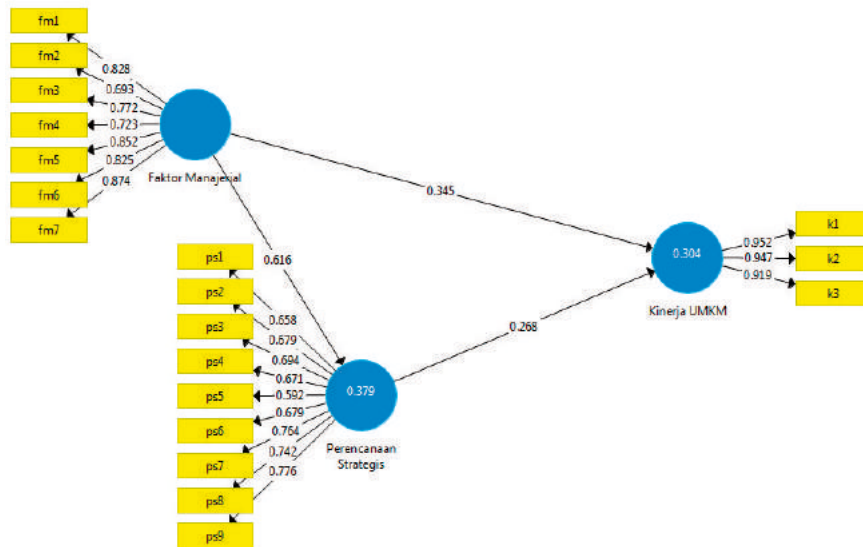 fm1
fm2
fm3
fm4
fm5
fm6
fm7
0.828
0.693
0.772
0.723
0.852
0.825
0.874
Faktor Manajerial
0.345
0.616
ps1
ps2
ps3
ps4
ps5
ps6
ps7
ps8
ps9
0.658
0.679
0.694
0.671
0.592
0.679
0.764
0.742
0.776
0.379
Perencanaan
Strategis
0.268
0.304
Kinerja UMKM
0.952
0.947
0.919
k1
k2
k3